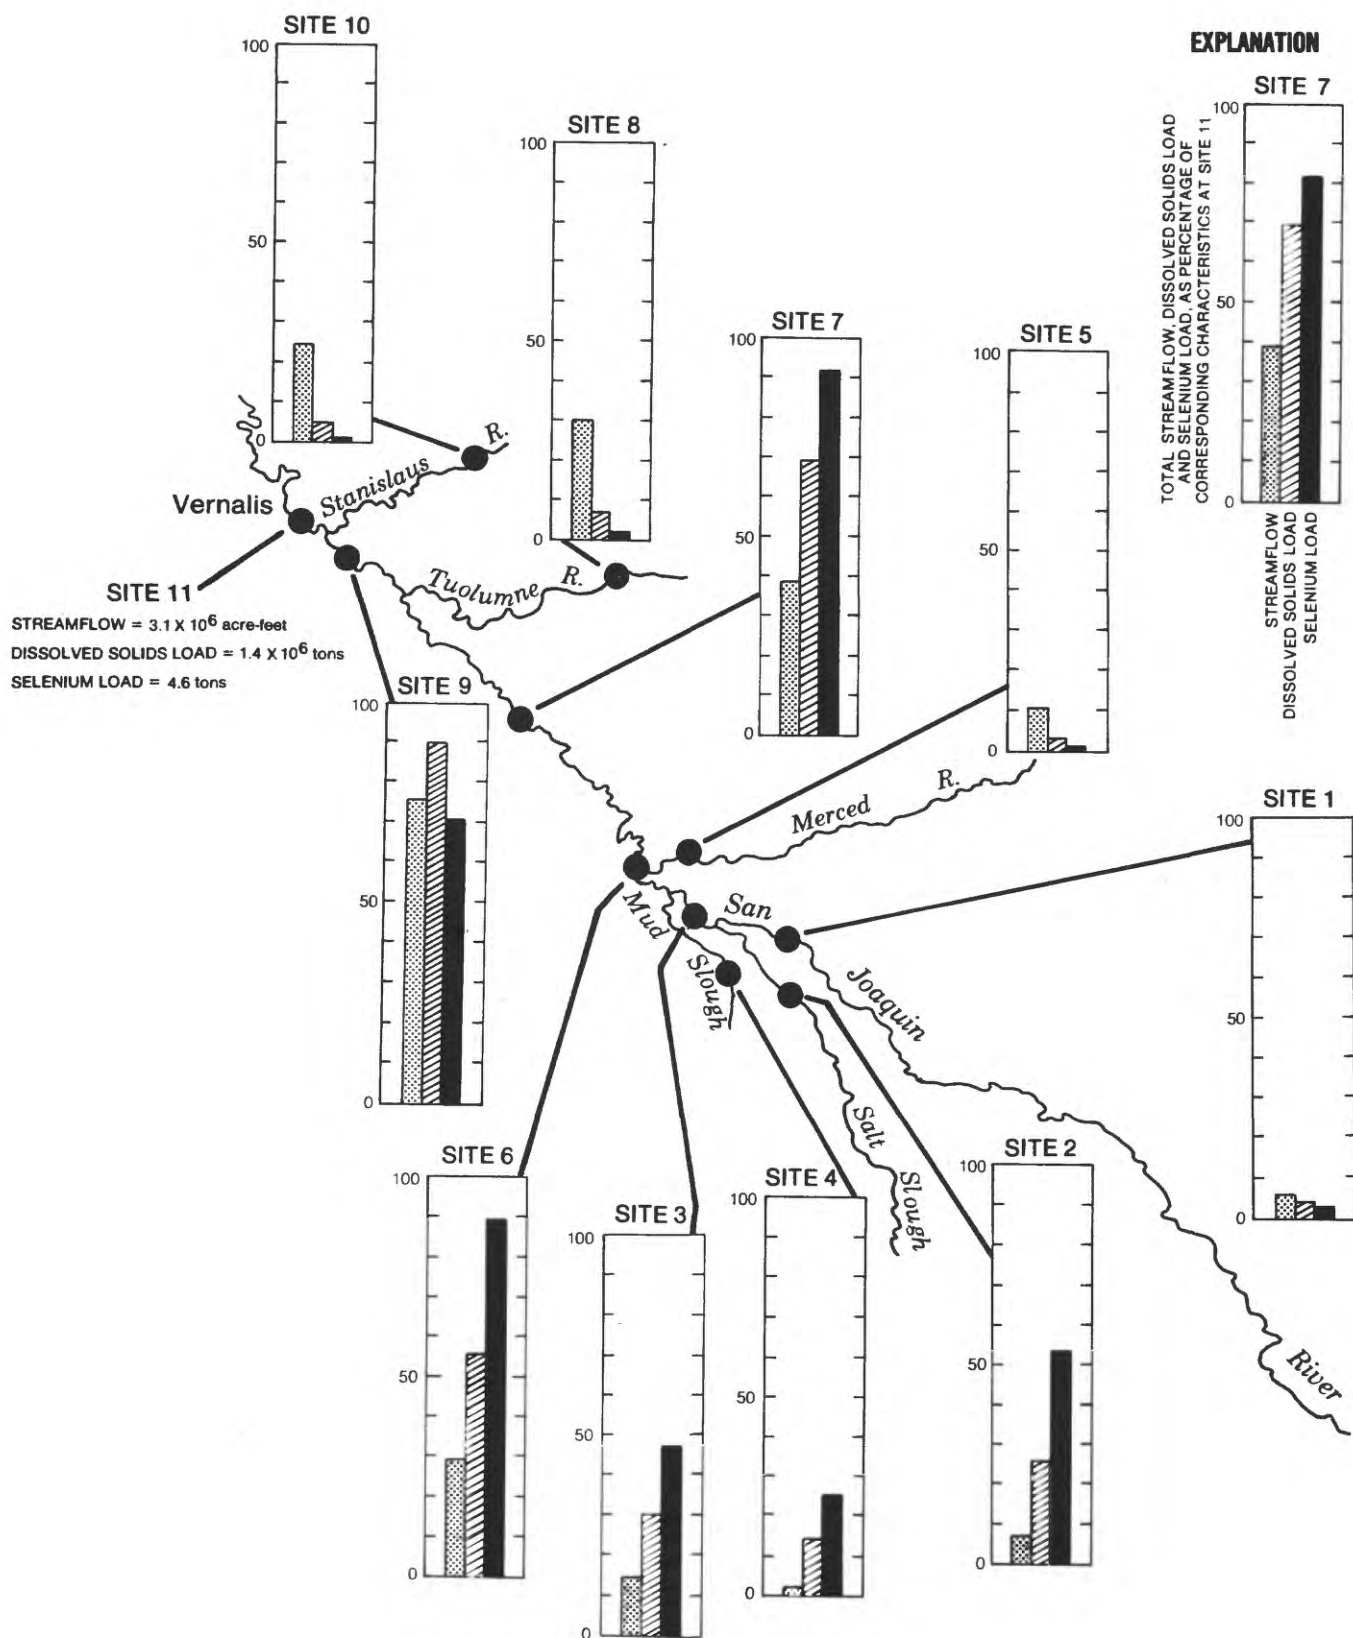 SITE 10
100
50
0
EXPLANATION
SITE 7
100
50
0
TOTAL STREAMFLOW, DISSOLVED SOLIDS LOAD
AND SELENIUM LOAD, AS PERCENTAGE OF
CORRESPONDING CHARACTERISTICS AT SITE 11
STREAMFLOW
DISSOLVED SOLIDS LOAD
SELENIUM LOAD
SITE 8
100
50
0
SITE 7
100
50
0
SITE 5
100
50
0
Stanislaus R.
Vernalis
Tuolumne R.
SITE 11
STREAMFLOW = 3.1 X 10⁶ acre-feet
DISSOLVED SOLIDS LOAD = 1.4 X 10⁶ tons
SELENIUM LOAD = 4.6 tons
SITE 9
100
50
0
Merced R.
SITE 1
100
50
0
Mud Slough
San Joaquin River
Salt Slough
SITE 6
100
50
0
SITE 3
100
50
0
SITE 4
100
50
0
SITE 2
100
50
0